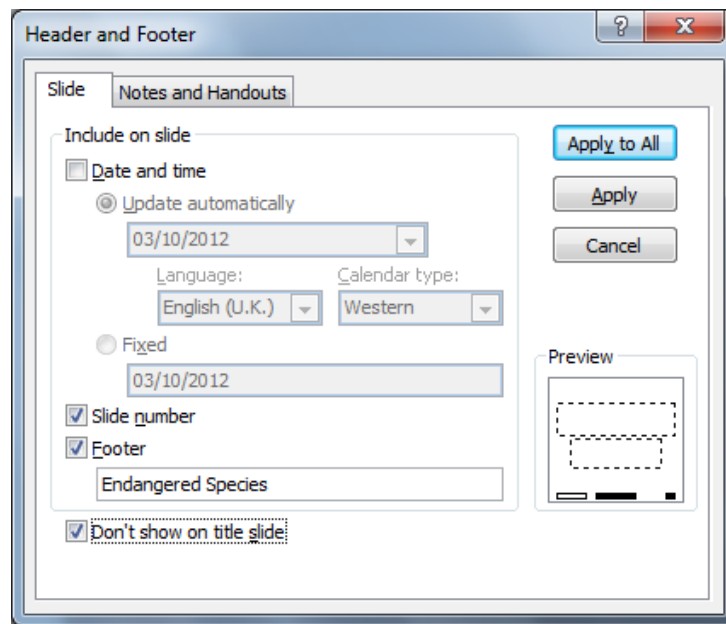 Header and Footer
Slide
Notes and Handouts
Include on slide
Date and time
Update automatically
03/10/2012
Language:
Calendar type:
English (U.K.)
Western
Fixed
03/10/2012
Slide number
Footer
Endangered Species
Don't show on title slide
Apply to All
Apply
Cancel
Preview